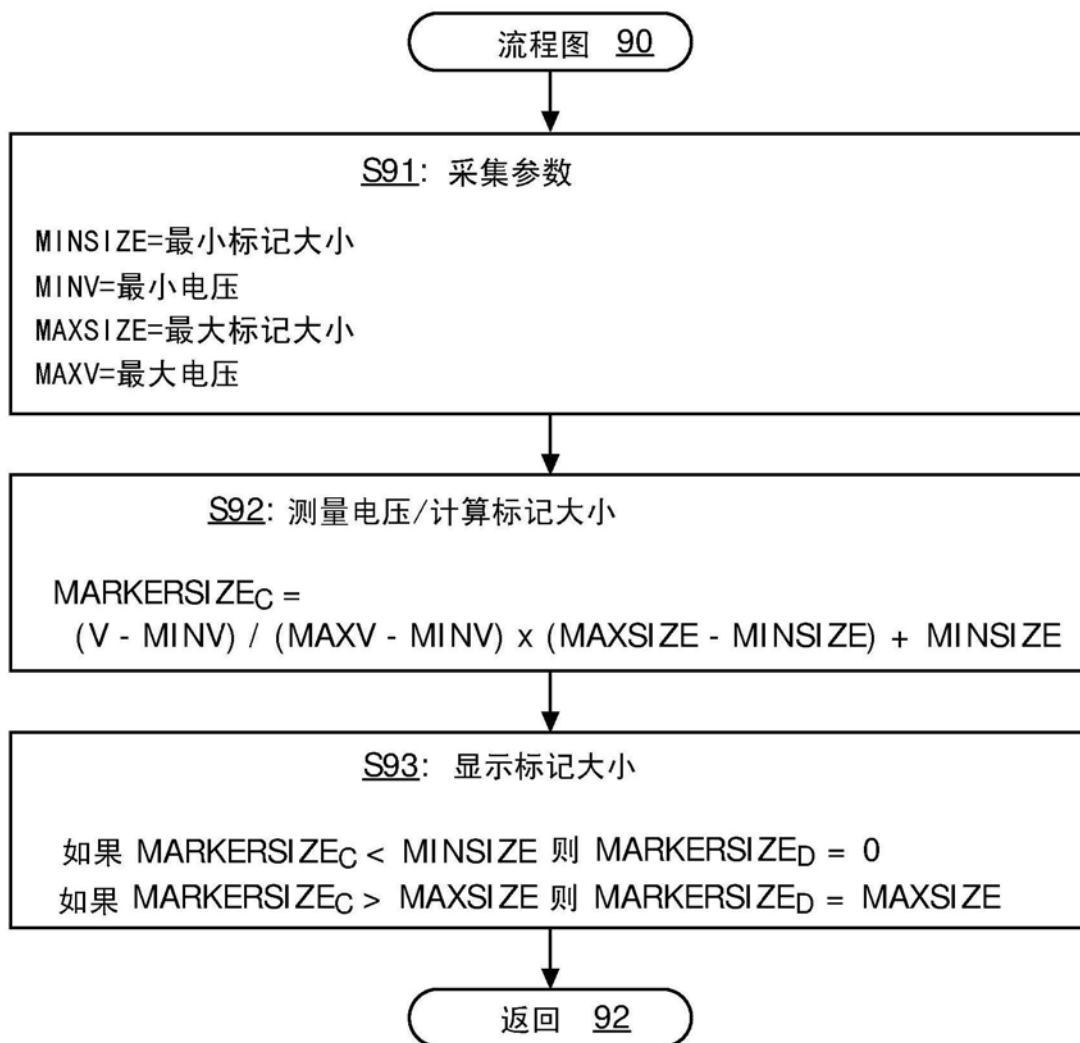 流程图 90
S91: 采集参数
MINSIZE=最小标记大小
MINV=最小电压
MAXSIZE=最大标记大小
MAXV=最大电压
S92: 测量电压/计算标记大小
MARKERSIZEC =
(V - MINV) / (MAXV - MINV) x (MAXSIZE - MINSIZE) + MINSIZE
S93: 显示标记大小
如果 MARKERSIZEC < MINSIZE 则 MARKERSIZED = 0
如果 MARKERSIZEC > MAXSIZE 则 MARKERSIZED = MAXSIZE
返回 92